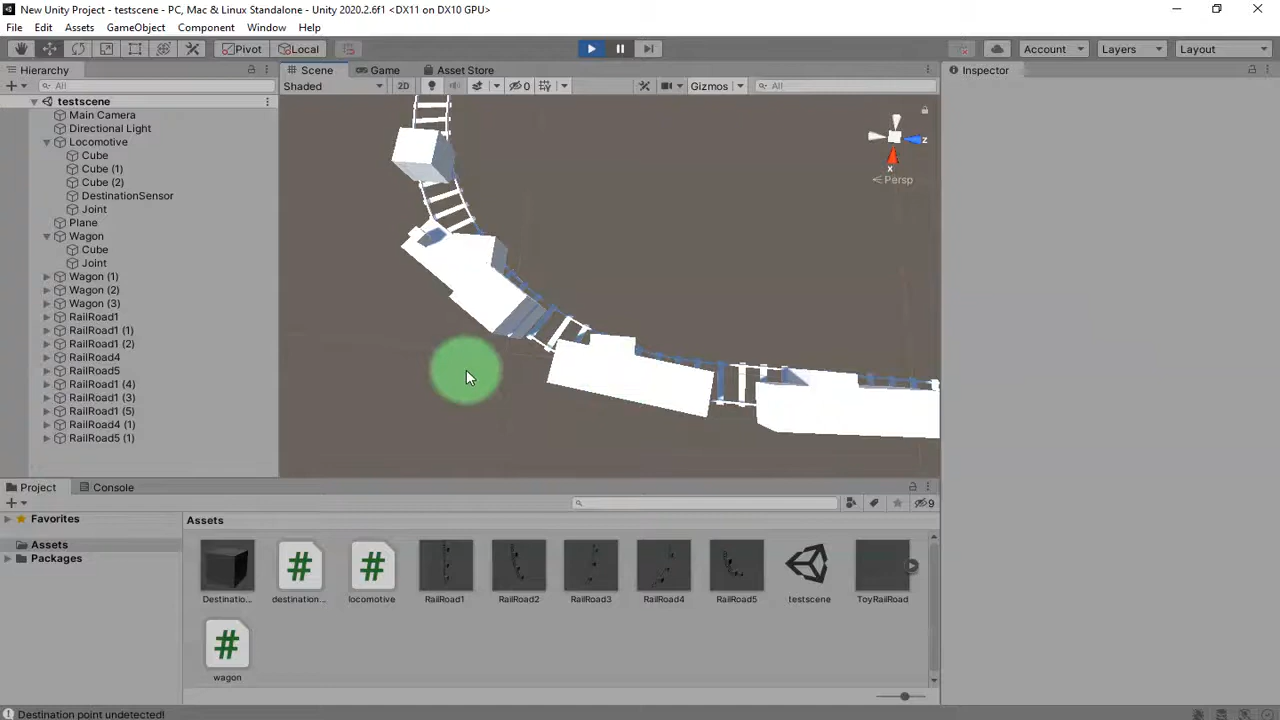 New Unity Project - testscene - PC, Mac & Linux Standalone - Unity 2020.2.6f1 <DX11 on DX10 GPU>
File Edit Assets GameObject Component Window Help
Pivot Local Account Layers Layout
Hierarchy Scene Game Asset Store Inspector
All Shaded 2D 0 Gizmos All
testscene
Main Camera
Directional Light
Locomotive
Cube
Cube (1)
Cube (2)
DestinationSensor
Joint
Plane
Wagon
Cube
Joint
Wagon (1)
Wagon (2)
Wagon (3)
RailRoad1
RailRoad1 (1)
RailRoad1 (2)
RailRoad4
RailRoad5
RailRoad1 (4)
RailRoad1 (3)
RailRoad1 (5)
RailRoad4 (1)
RailRoad5 (1)
z
x
Persp
Project Console
9
Favorites
Assets
Packages
Assets
Destinatio... destination... locomotive RailRoad1 RailRoad2 RailRoad3 RailRoad4 RailRoad5 testscene ToyRailRoad
wagon
Destination point undetected!